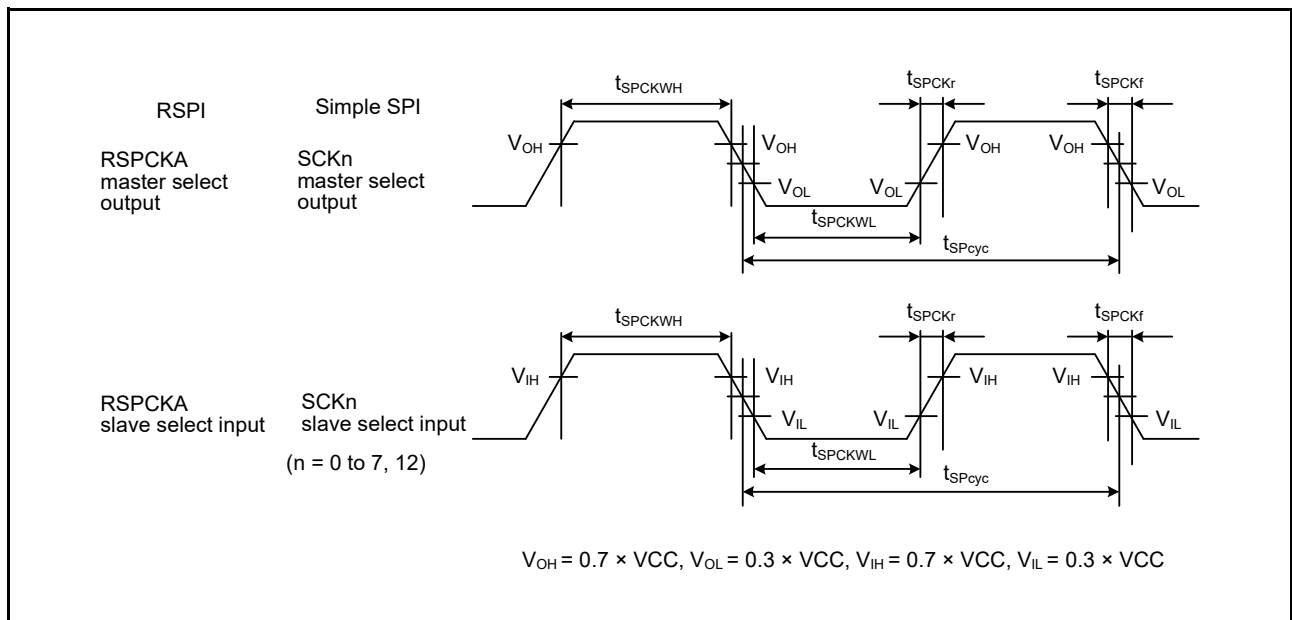 RSPI
Simple SPI
RSPCKA
master select
output
SCKn
master select
output
tSPCKWH
tSPCKr
tSPCKf
VOH
VOH
VOH
VOH
VOL
VOL
VOL
tSPCKWL
tSPcyc
RSPCKA
slave select input
SCKn
slave select input
(n = 0 to 7, 12)
tSPCKWH
tSPCKr
tSPCKf
VIH
VIH
VIH
VIH
VIL
VIL
VIL
tSPCKWL
tSPcyc
VOH = 0.7 × VCC, VOL = 0.3 × VCC, VIH = 0.7 × VCC, VIL = 0.3 × VCC